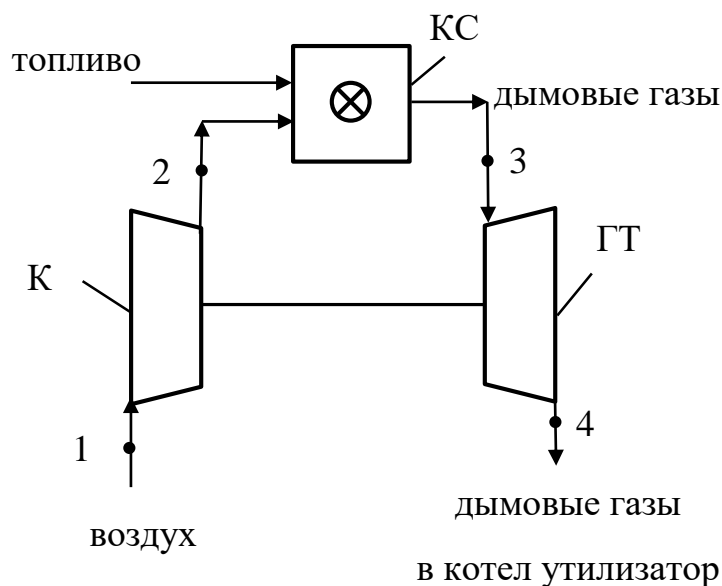 КС
топливо
дымовые газы
2
3
К
ГТ
1
4
воздух
дымовые газы
в котел утилизатор